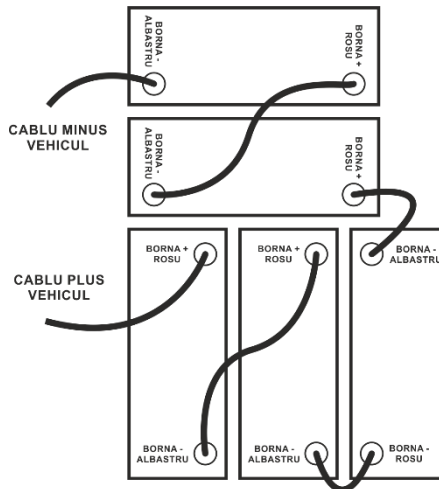 BORNA -
ALBASTRU
BORNA +
ROSU
CABLU MINUS
VEHICUL
BORNA -
ALBASTRU
BORNA +
ROSU
BORNA +
ROSU
BORNA +
ROSU
BORNA -
ALBASTRU
CABLU PLUS
VEHICUL
BORNA -
ALBASTRU
BORNA -
ALBASTRU
BORNA -
ROSU